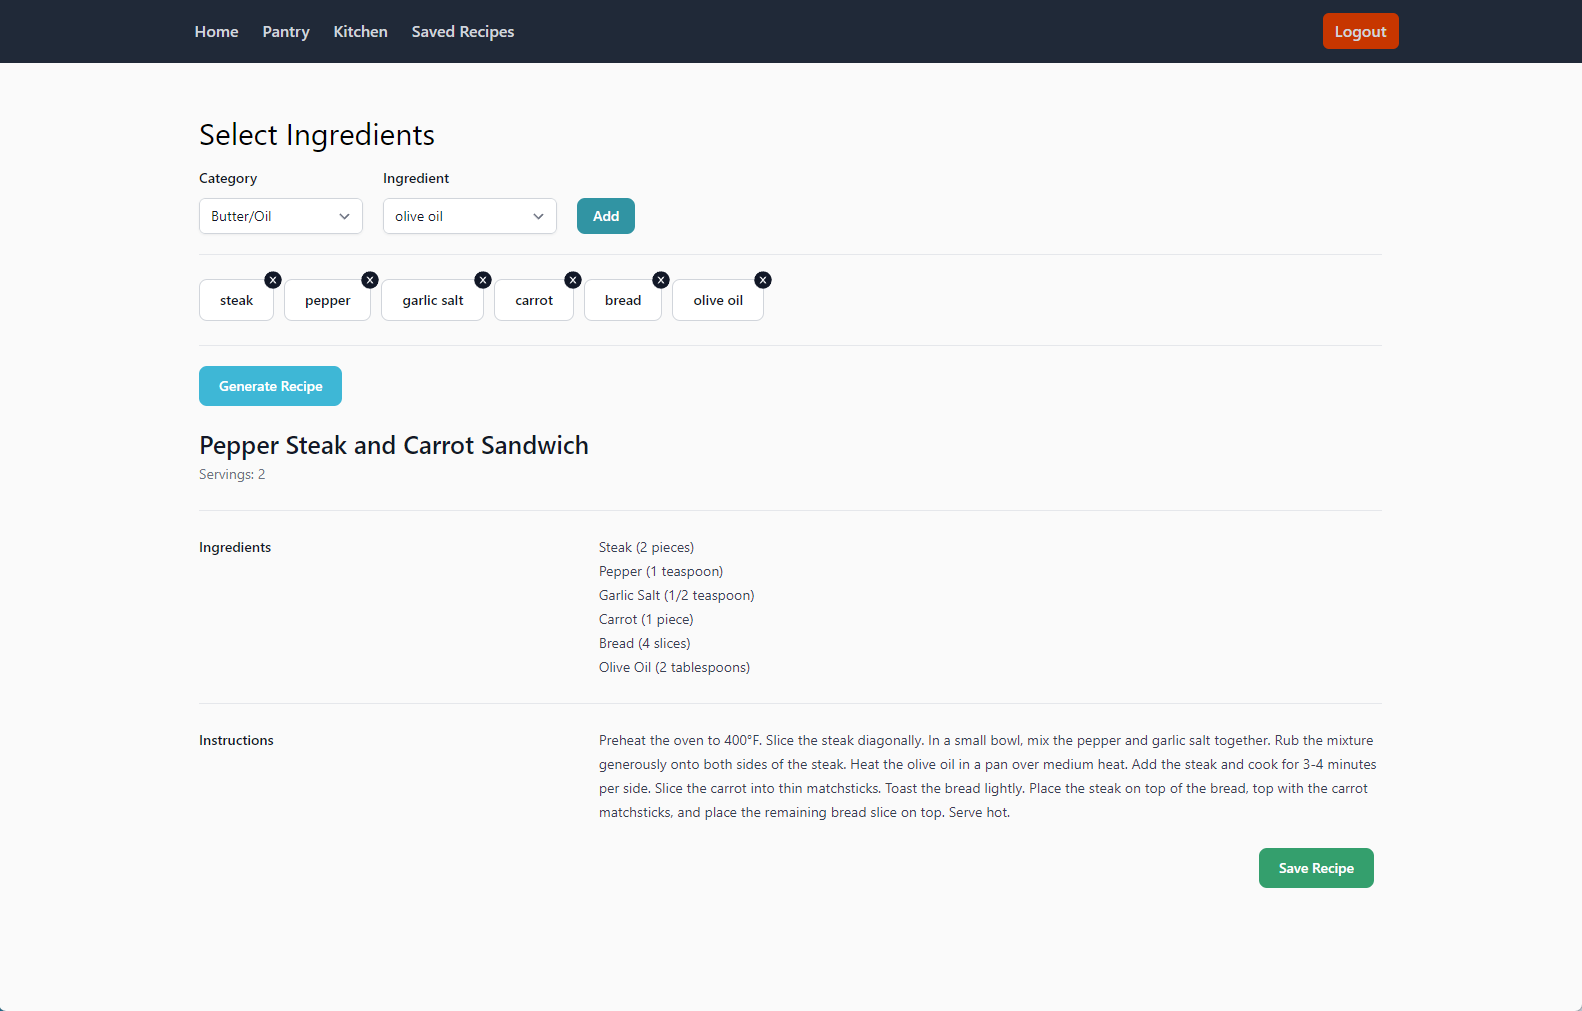 Home Pantry Kitchen Saved Recipes Logout
Select Ingredients
Category Ingredient
Butter/Oil olive oil Add
steak x pepper x garlic salt x carrot x bread x olive oil x
Generate Recipe
Pepper Steak and Carrot Sandwich
Servings: 2
Ingredients Steak (2 pieces)
Pepper (1 teaspoon)
Garlic Salt (1/2 teaspoon)
Carrot (1 piece)
Bread (4 slices)
Olive Oil (2 tablespoons)
Instructions Preheat the oven to 400°F. Slice the steak diagonally. In a small bowl, mix the pepper and garlic salt together. Rub the mixture
generously onto both sides of the steak. Heat the olive oil in a pan over medium heat. Add the steak and cook for 3-4 minutes
per side. Slice the carrot into thin matchsticks. Toast the bread lightly. Place the steak on top of the bread, top with the carrot
matchsticks, and place the remaining bread slice on top. Serve hot.
Save Recipe